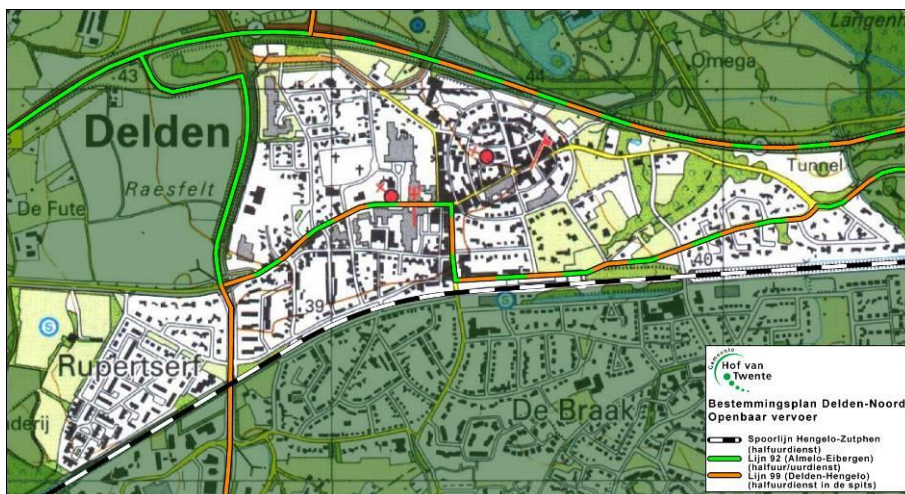 Langenh
43
44
Omega
Delden
Raesfelt
Tunnel
De Fute
40
39
S
S
Rupertserf
De Braak
nderij
Gemeente
Hof van
Twente
Bestemmingsplan Delden-Noord
Openbaar vervoer
Spoorlijn Hengelo-Zutphen
(halfuurdienst)
Lijn 92 (Almelo-Eibergen)
(halfuur/uurdienst)
Lijn 99 (Delden-Hengelo)
(halfuurdienst in de spits)